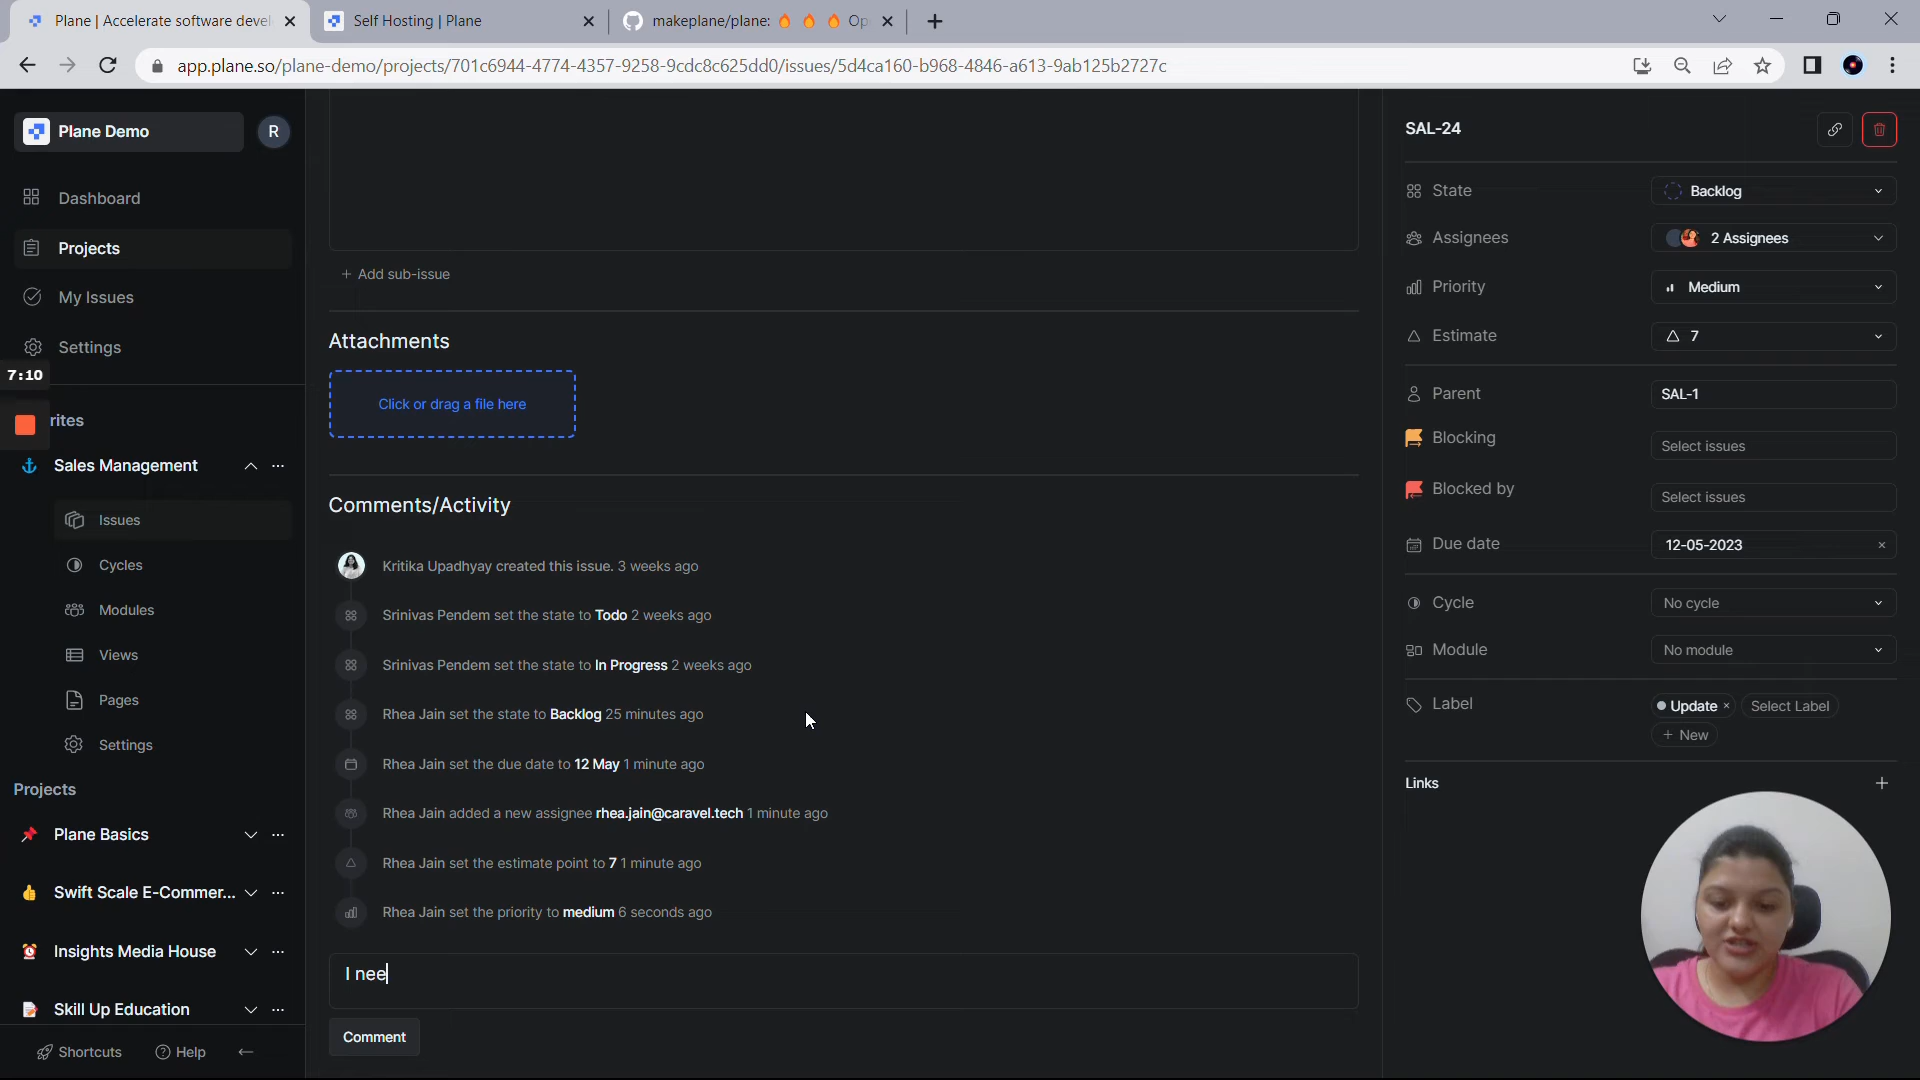 Plane | Accelerate software devel
Self Hosting | Plane
makeplane/plane: 🔥 🔥 🔥 Op
app.plane.so/plane-demo/projects/701c6944-4774-4357-9258-9cdc8c625dd0/issues/5d4ca160-b968-4846-a613-9ab125b2727c
Plane Demo
R
Dashboard
Projects
My Issues
Settings
7:10
rites
Sales Management
Issues
Cycles
Modules
Views
Pages
Settings
Projects
Plane Basics
Swift Scale E-Commer...
Insights Media House
Skill Up Education
Shortcuts
Help
+ Add sub-issue
Attachments
Click or drag a file here
Comments/Activity
Kritika Upadhyay created this issue. 3 weeks ago
Srinivas Pendem set the state to Todo 2 weeks ago
Srinivas Pendem set the state to In Progress 2 weeks ago
Rhea Jain set the state to Backlog 25 minutes ago
Rhea Jain set the due date to 12 May 1 minute ago
Rhea Jain added a new assignee rhea.jain@caravel.tech 1 minute ago
Rhea Jain set the estimate point to 7 1 minute ago
Rhea Jain set the priority to medium 6 seconds ago
I nee
Comment
SAL-24
State
Backlog
Assignees
2 Assignees
Priority
Medium
Estimate
7
Parent
SAL-1
Blocking
Select issues
Blocked by
Select issues
Due date
12-05-2023
Cycle
No cycle
Module
No module
Label
Update ×
Select Label
+ New
Links